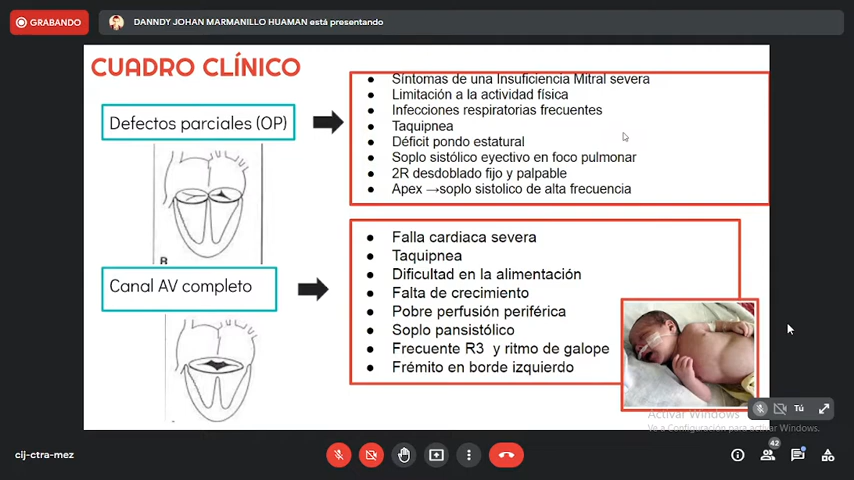 GRABANDO
DANNDY JOHAN MARMANILLO HUAMAN está presentando
CUADRO CLÍNICO
Defectos parciales (OP)
Síntomas de una Insuficiencia Mitral severa
Limitación a la actividad física
Infecciones respiratorias frecuentes
Taquipnea
Déficit pondo estatural
Soplo sistólico eyectivo en foco pulmonar
2R desdoblado fijo y palpable
Apex →soplo sistolico de alta frecuencia
B
Canal AV completo
Falla cardiaca severa
Taquipnea
Dificultad en la alimentación
Falta de crecimiento
Pobre perfusión periférica
Soplo pansistólico
Frecuente R3 y ritmo de galope
Frémito en borde izquierdo
Tú
Activar Windows
Ve a Configuración para activar Windows.
cij-ctra-mez
42